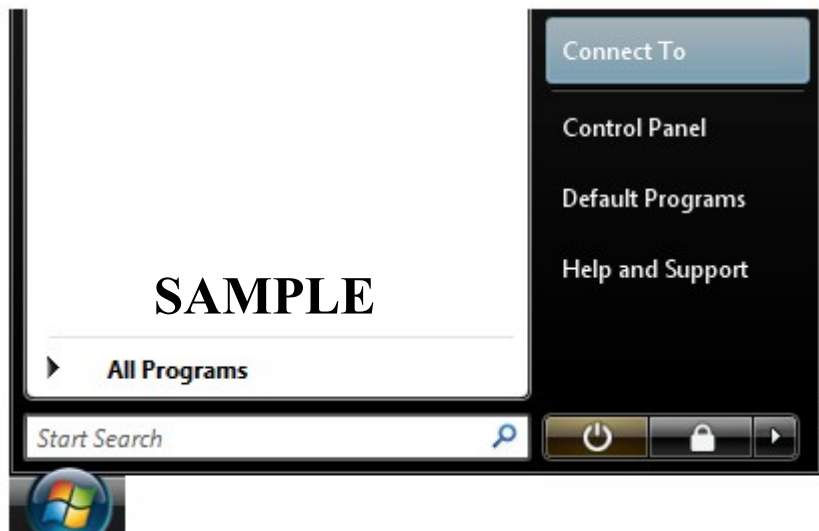 Connect To
Control Panel
Default Programs
Help and Support
SAMPLE
All Programs
Start Search